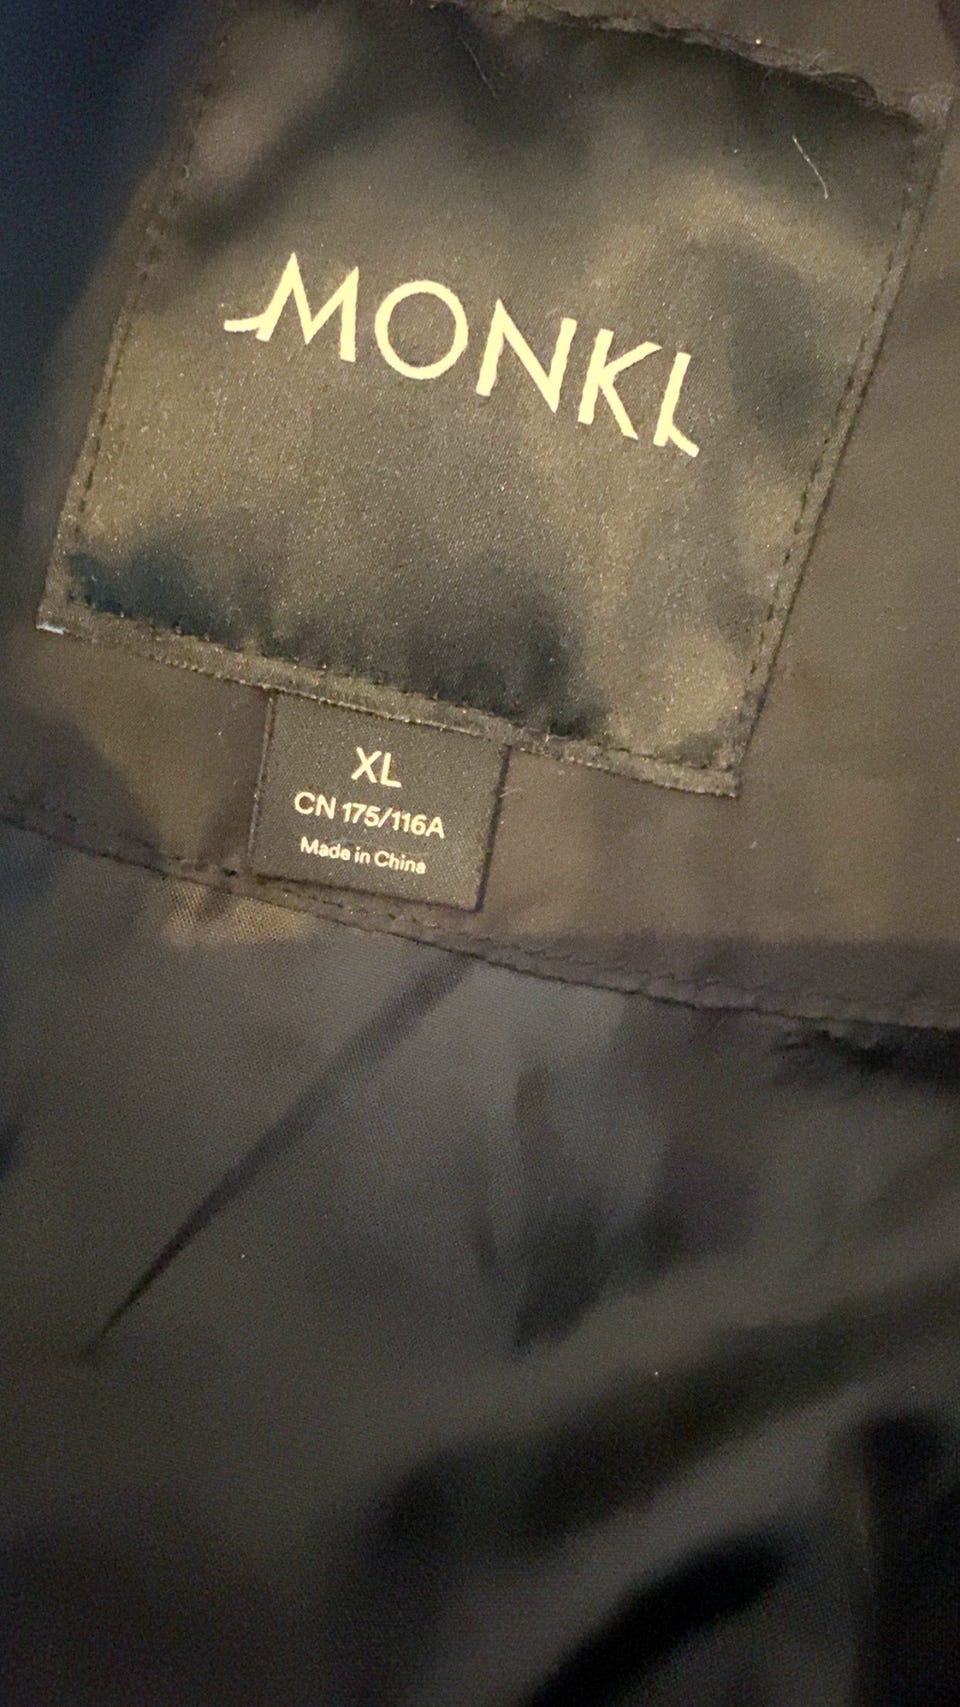 MONKI
XL
CN 175/116A
Made in China